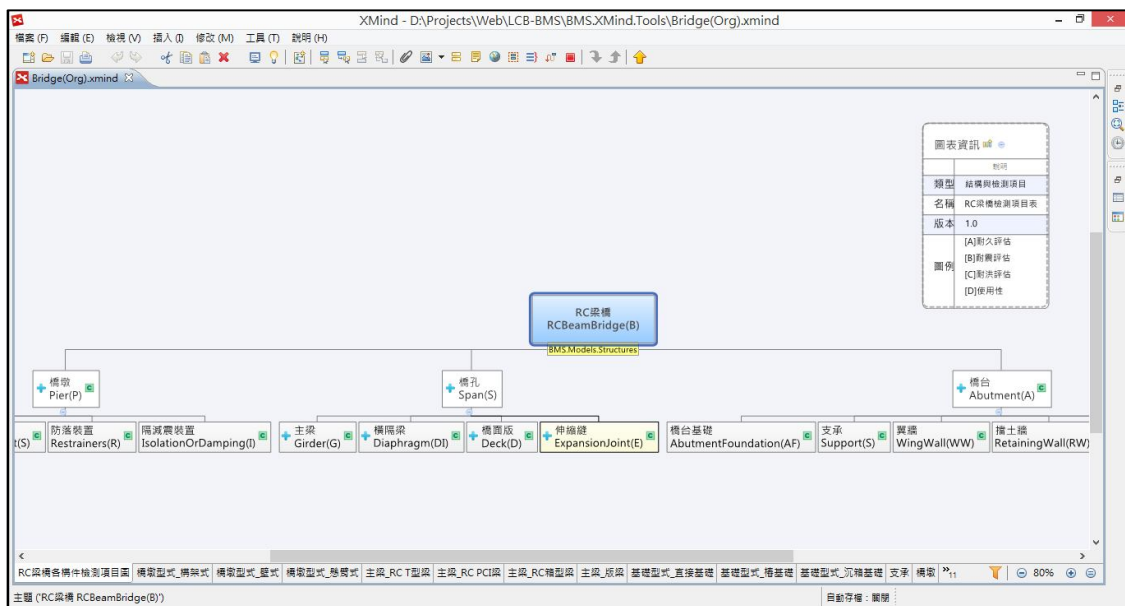 XMind - D:\Projects\Web\LCB-BMS\BMS.XMind.Tools\Bridge(Org).xmind
檔案(F) 編輯(E) 檢視(V) 插入(I) 修改(M) 工具(T) 說明(H)
Bridge(Org).xmind
圖表資訊
說明
類型 結構與檢測項目
名稱 RC梁橋檢測項目表
版本 1.0
圖例
[A]耐久評估
[B]耐震評估
[C]耐洪評估
[D]使用性
RC梁橋
RCBeamBridge(B)
BMS.Models.Structures
橋墩
Pier(P)
橋孔
Span(S)
橋台
Abutment(A)
t(S)
防落裝置
Restrainers(R)
隔減震裝置
IsolationOrDamping(I)
主梁
Girder(G)
橫隔梁
Diaphragm(DI)
橋面版
Deck(D)
伸縮縫
ExpansionJoint(E)
橋台基礎
AbutmentFoundation(AF)
支承
Support(S)
翼牆
WingWall(WW)
擋土牆
RetainingWall(RW)
RC梁橋各構件檢測項目圖 橋墩型式_構架式 橋墩型式_壁式 橋墩型式_懸臂式 主梁_RC T型梁 主梁_RC PCI梁 主梁_RC箱型梁 主梁_版梁 基礎型式_直接基礎 基礎型式_樁基礎 基礎型式_沉箱基礎 支承 橋墩 »11 80%
主題 ('RC梁橋 RCBeamBridge(B)') 自動存檔：關閉